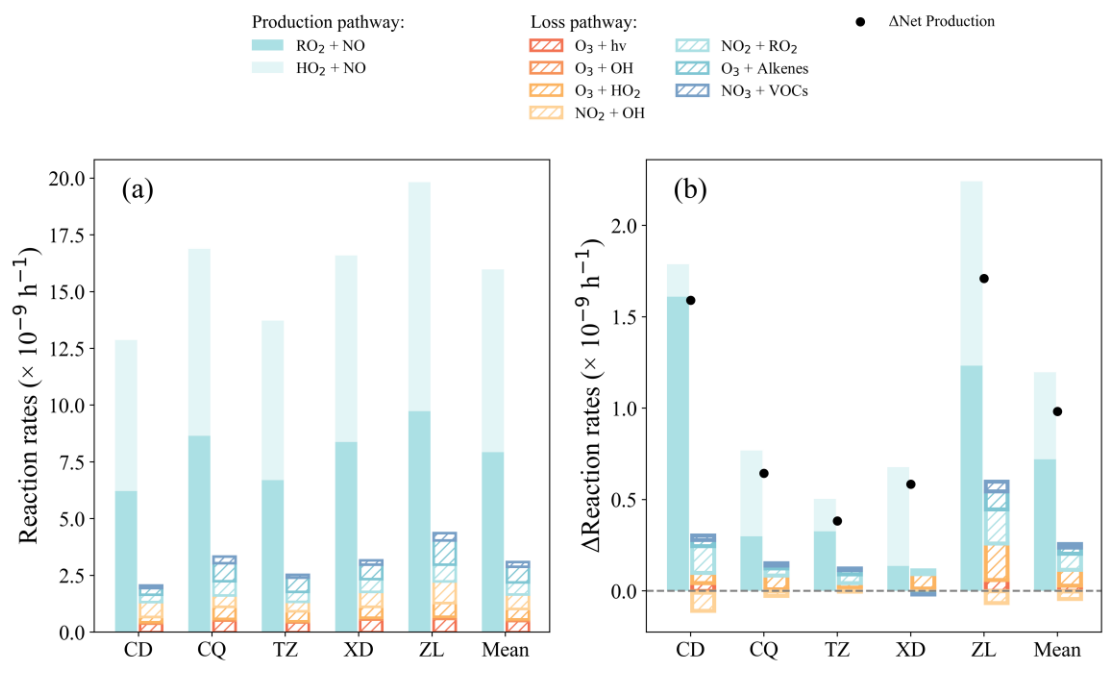 Production pathway:
RO₂ + NO
HO₂ + NO
Loss pathway:
O₃ + hv
O₃ + OH
O₃ + HO₂
NO₂ + OH
NO₂ + RO₂
O₃ + Alkenes
NO₃ + VOCs
ΔNet Production
(a)
Reaction rates (× 10⁻⁹ h⁻¹)
20.0
17.5
15.0
12.5
10.0
7.5
5.0
2.5
0.0
CD CQ TZ XD ZL Mean
(b)
ΔReaction rates (× 10⁻⁹ h⁻¹)
2.0
1.5
1.0
0.5
0.0
CD CQ TZ XD ZL Mean